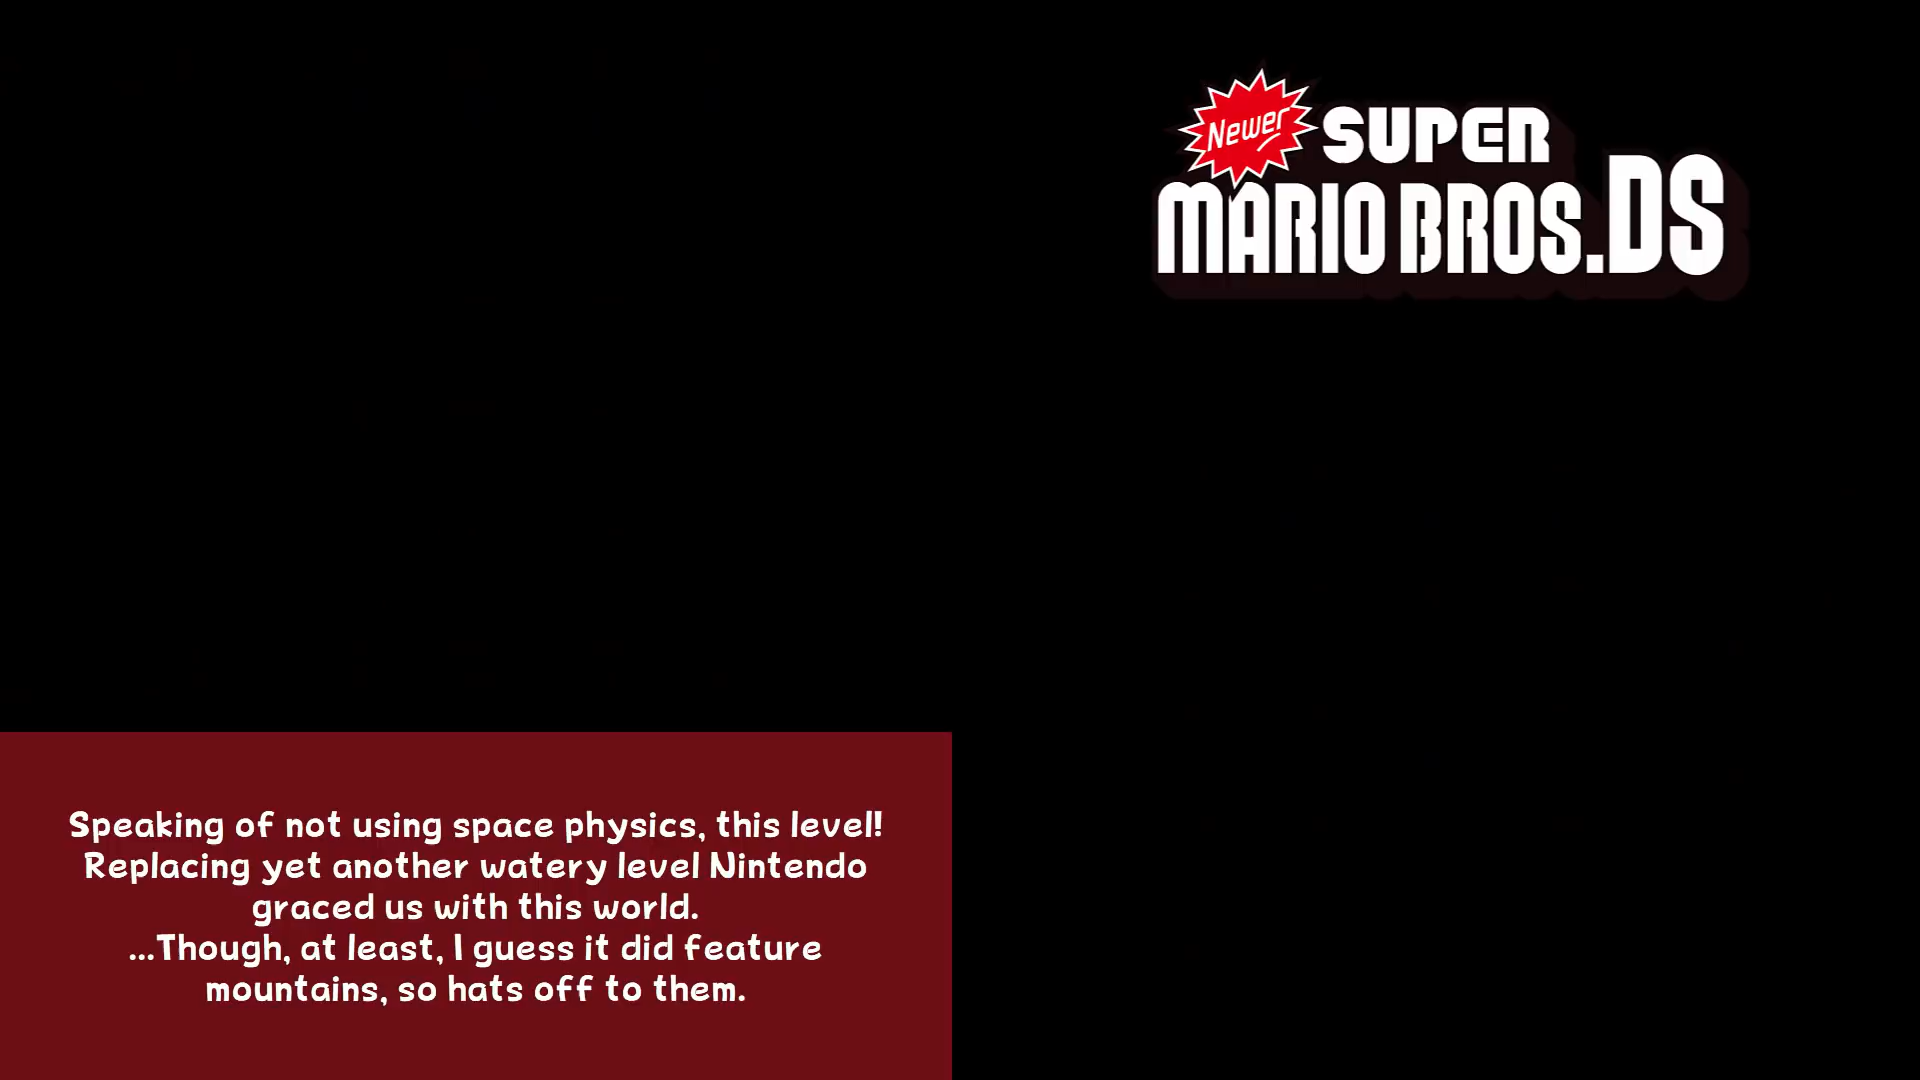 Newer
SUPER
MARIO BROS.DS
Speaking of not using space physics, this level!
Replacing yet another watery level Nintendo
graced us with this world.
...Though, at least, I guess it did feature
mountains, so hats off to them.